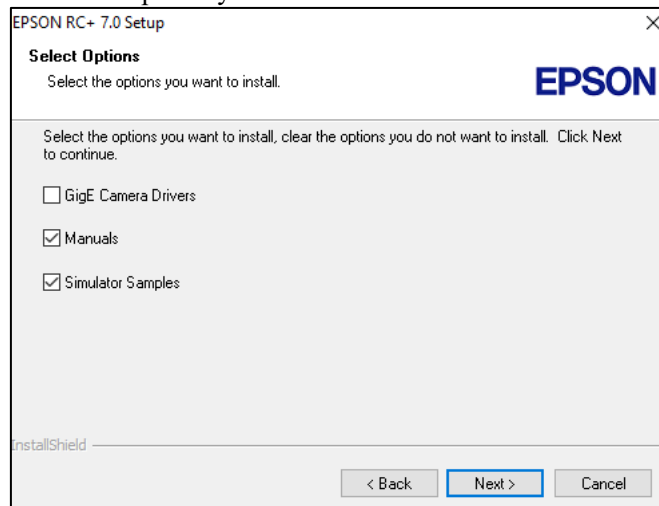 EPSON RC+ 7.0 Setup
Select Options
Select the options you want to install.
EPSON
Select the options you want to install, clear the options you do not want to install. Click Next
to continue.
GigE Camera Drivers
Manuals
Simulator Samples
InstallShield
< Back
Next >
Cancel